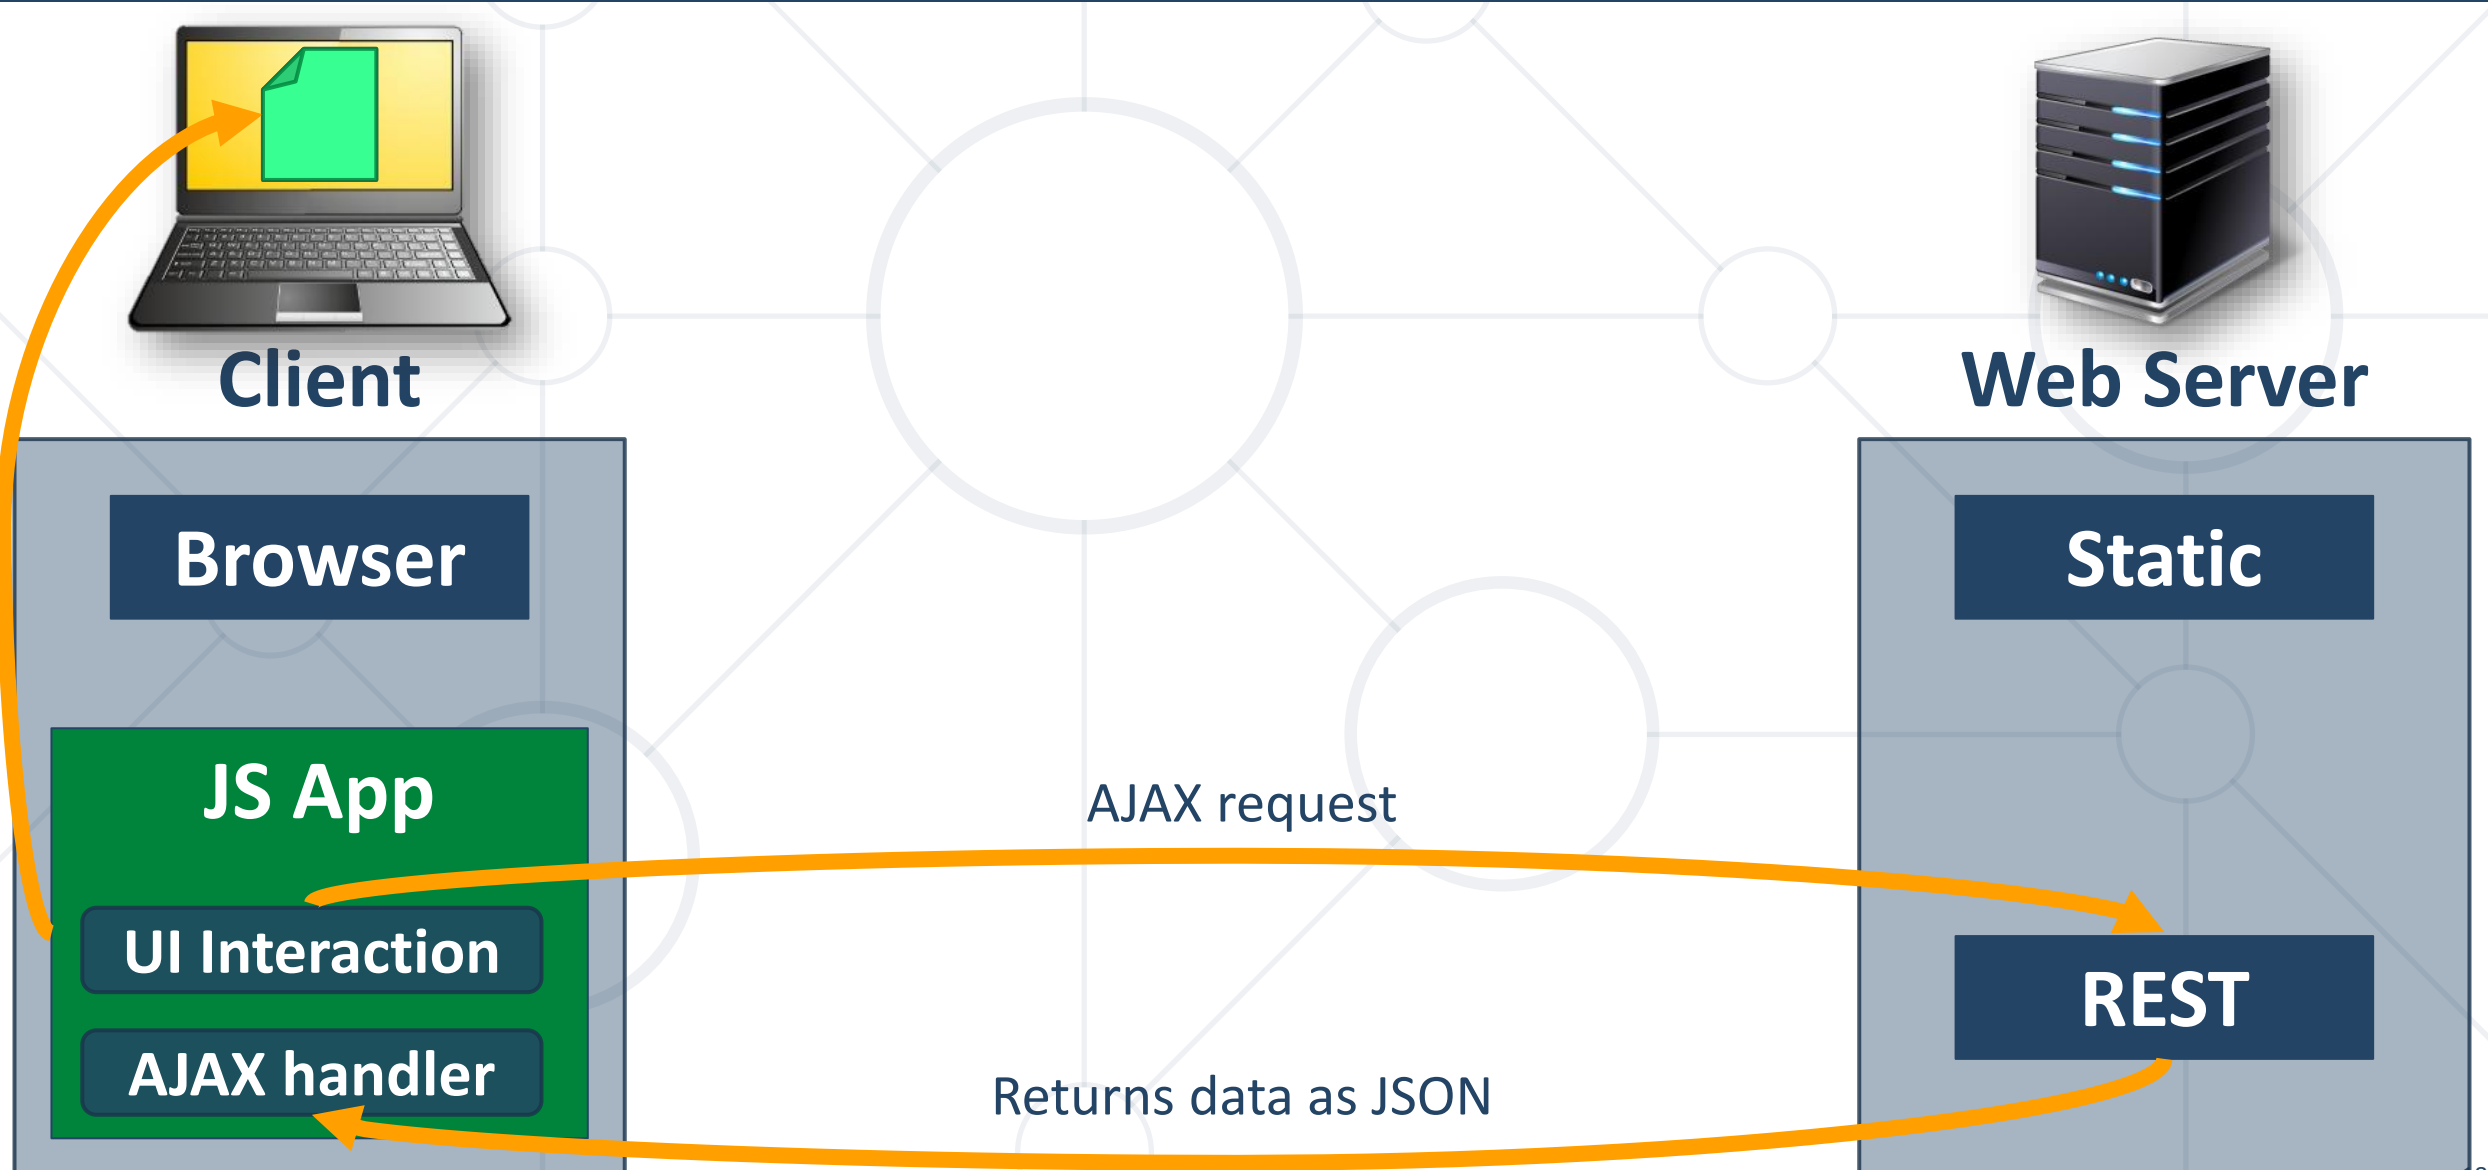 Client
Web Server
Browser
Static
JS App
AJAX request
UI Interaction
REST
AJAX handler
Returns data as JSON